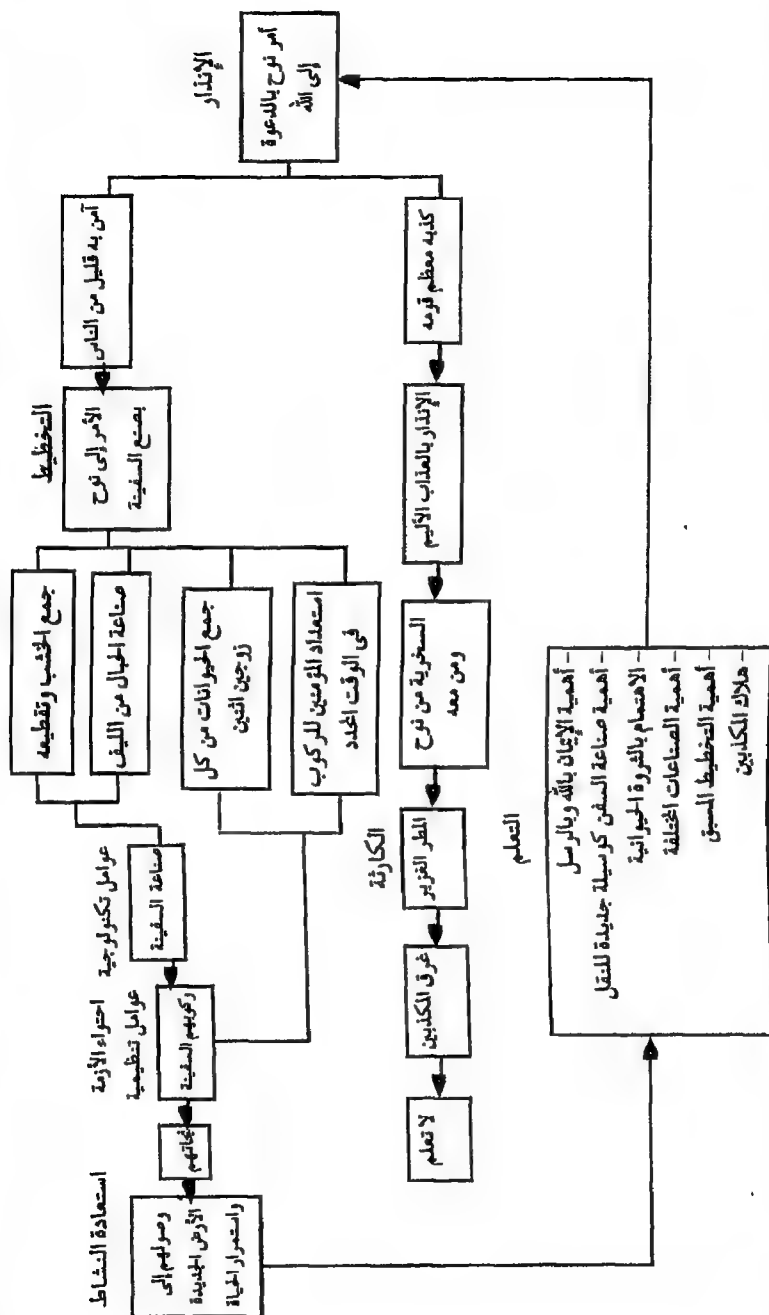 الإنذار
أمر نوح بالدعوة
إلى الله
آمن به قليل من الناس
التخطيط
الأمر إلى نوح
بصنع السفينة
جمع الخشب وتقطيعه
صناعة الحبال من الليف
جمع الحيوانات من كل
زوجين اثنين
استعداد المؤمنين للركوب
فى الوقت المحدد
عوامل تكنولوجية
صناعة السفينة
احتواء الأزمة
عوامل تنظيمية
ركوبهم السفينة
نجاتهم
استعادة النشاط
وصولهم إلى
الأرض الجديدة
واستمرار الحياة
كذبه معظم قومه
الإنذار بالعذاب الأليم
السخرية من نوح
ومن معه
الكارثة
المطر الغزير
غرق المكذبين
لا تعلم
التعلم
- أهمية الإيمان بالله وبالرسل
- أهمية صناعة السفن كوسيلة جديدة للنقل
- الاهتمام بالثروة الحيوانية
- أهمية الصناعات المختلفة
- أهمية التخطيط المسبق
- هلاك المكذبين